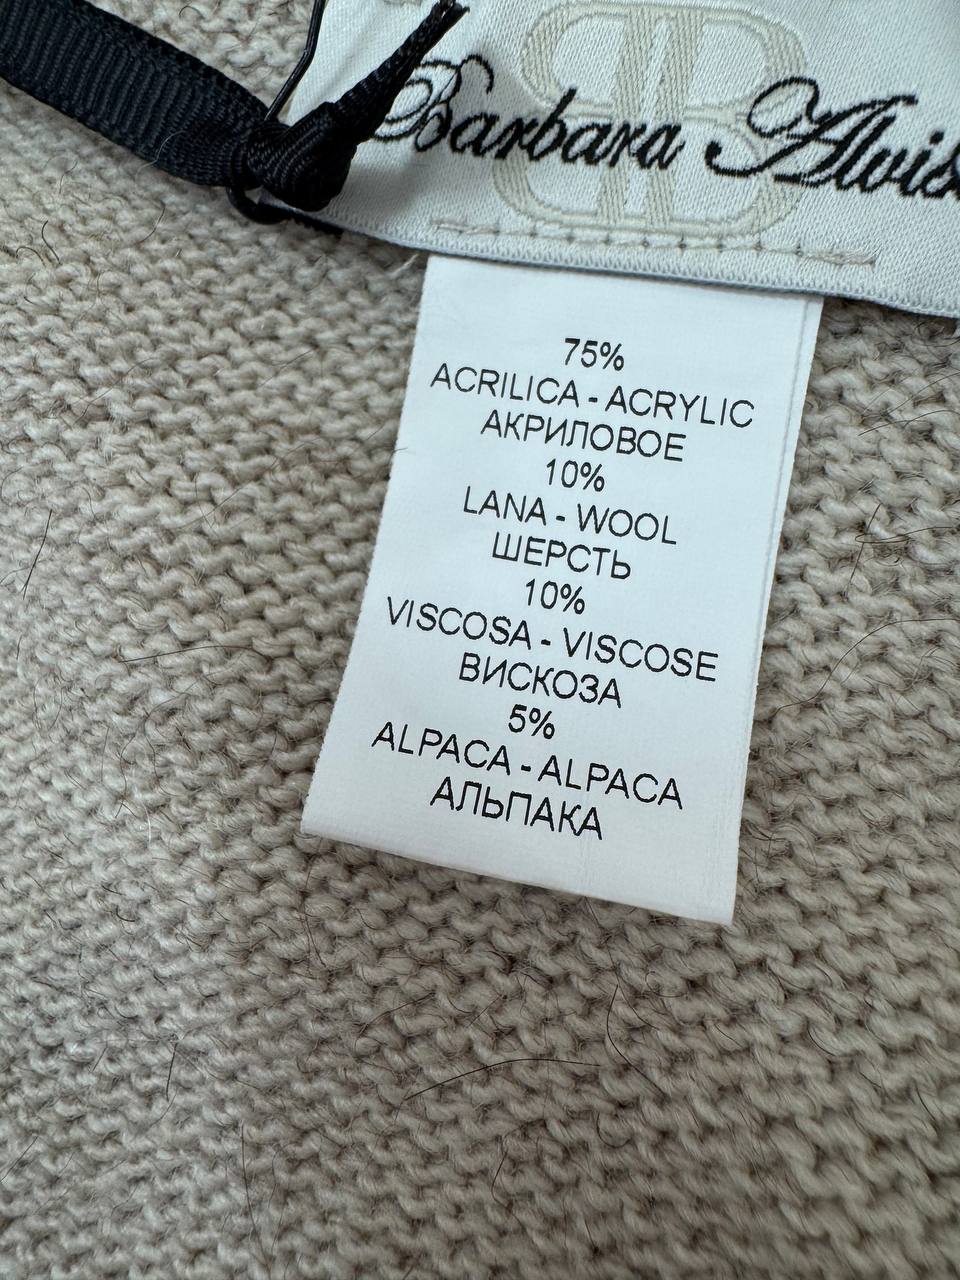 Barbara
75%
ACRILICA - ACRYLIC
АКРИЛОВОЕ
10%
LANA - WOOL
ШЕРСТЬ
10%
VISCOSA - VISCOSE
ВИСКОЗА
5%
ALPACA - ALPACA
АЛЬПАКА